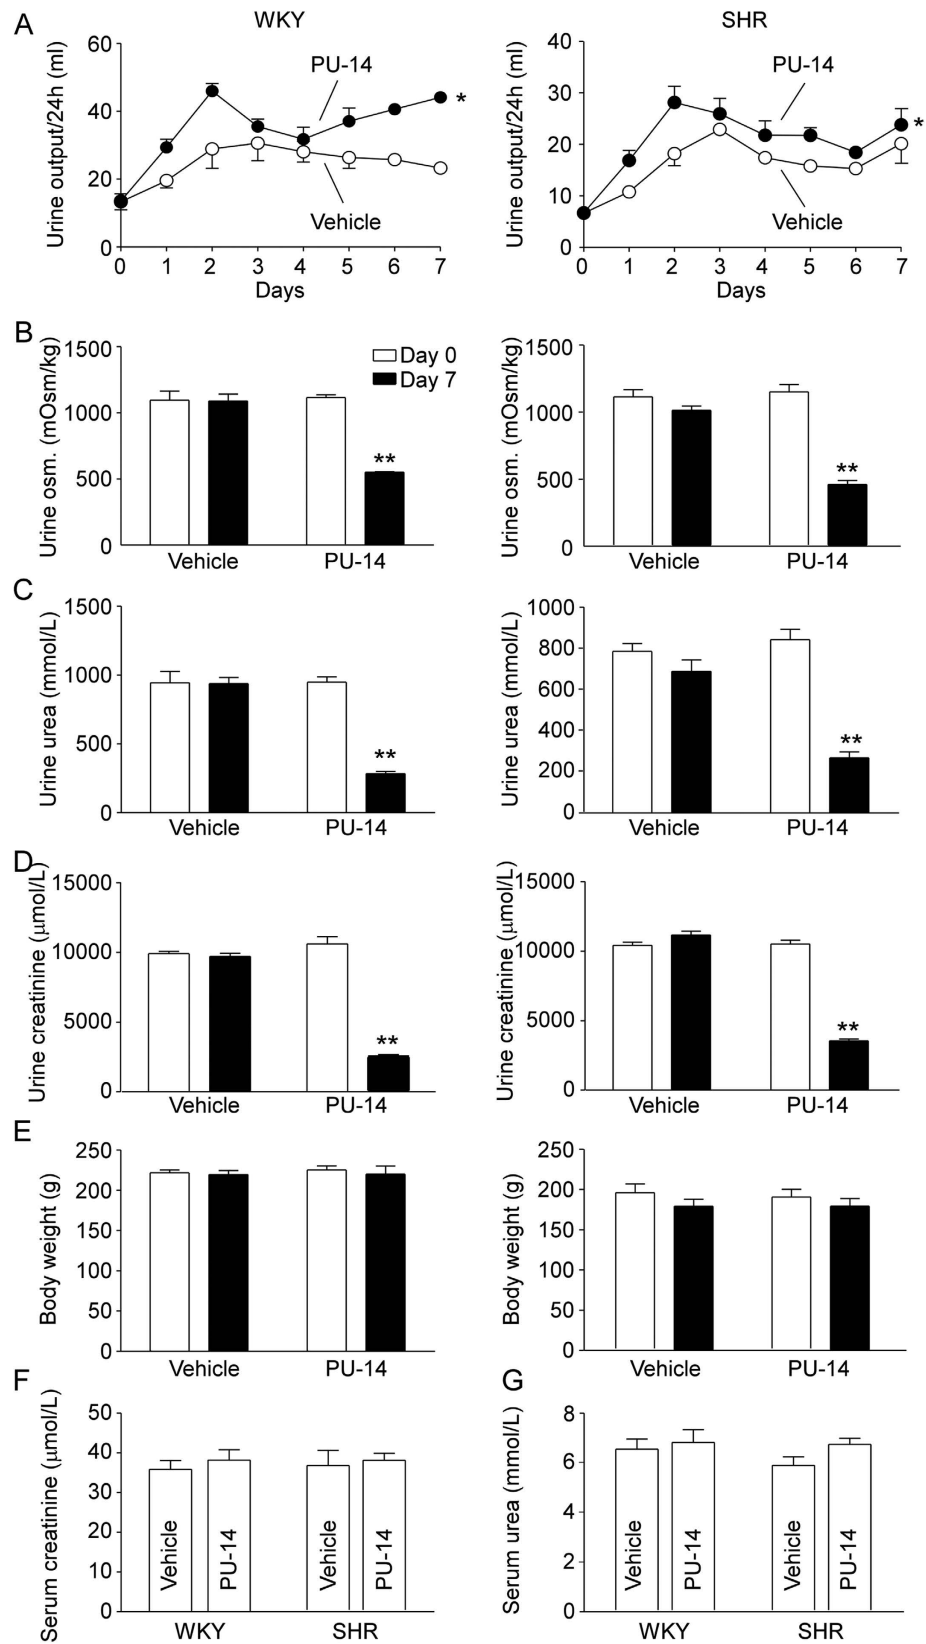 A
WKY
SHR
Urine output/24h (ml)
60
40
20
0
PU-14
*
Vehicle
0 1 2 3 4 5 6 7
Days
Urine output/24h (ml)
40
30
20
10
0
PU-14
*
Vehicle
0 1 2 3 4 5 6 7
Days
B
Urine osm. (mOsm/kg)
1500
1000
500
0
Day 0
Day 7
**
Vehicle PU-14
Urine osm. (mOsm/kg)
1500
1000
500
0
**
Vehicle PU-14
C
Urine urea (mmol/L)
1500
1000
500
0
**
Vehicle PU-14
Urine urea (mmol/L)
1000
800
600
400
200
0
**
Vehicle PU-14
D
Urine creatinine (μmol/L)
15000
10000
5000
0
**
Vehicle PU-14
Urine creatinine (μmol/L)
15000
10000
5000
0
**
Vehicle PU-14
E
Body weight (g)
250
200
150
100
50
0
Vehicle PU-14
Body weight (g)
250
200
150
100
50
0
Vehicle PU-14
F
Serum creatinine (μmol/L)
50
40
30
20
10
0
Vehicle
PU-14
Vehicle
PU-14
WKY SHR
G
Serum urea (mmol/L)
8
6
4
2
0
Vehicle
PU-14
Vehicle
PU-14
WKY SHR